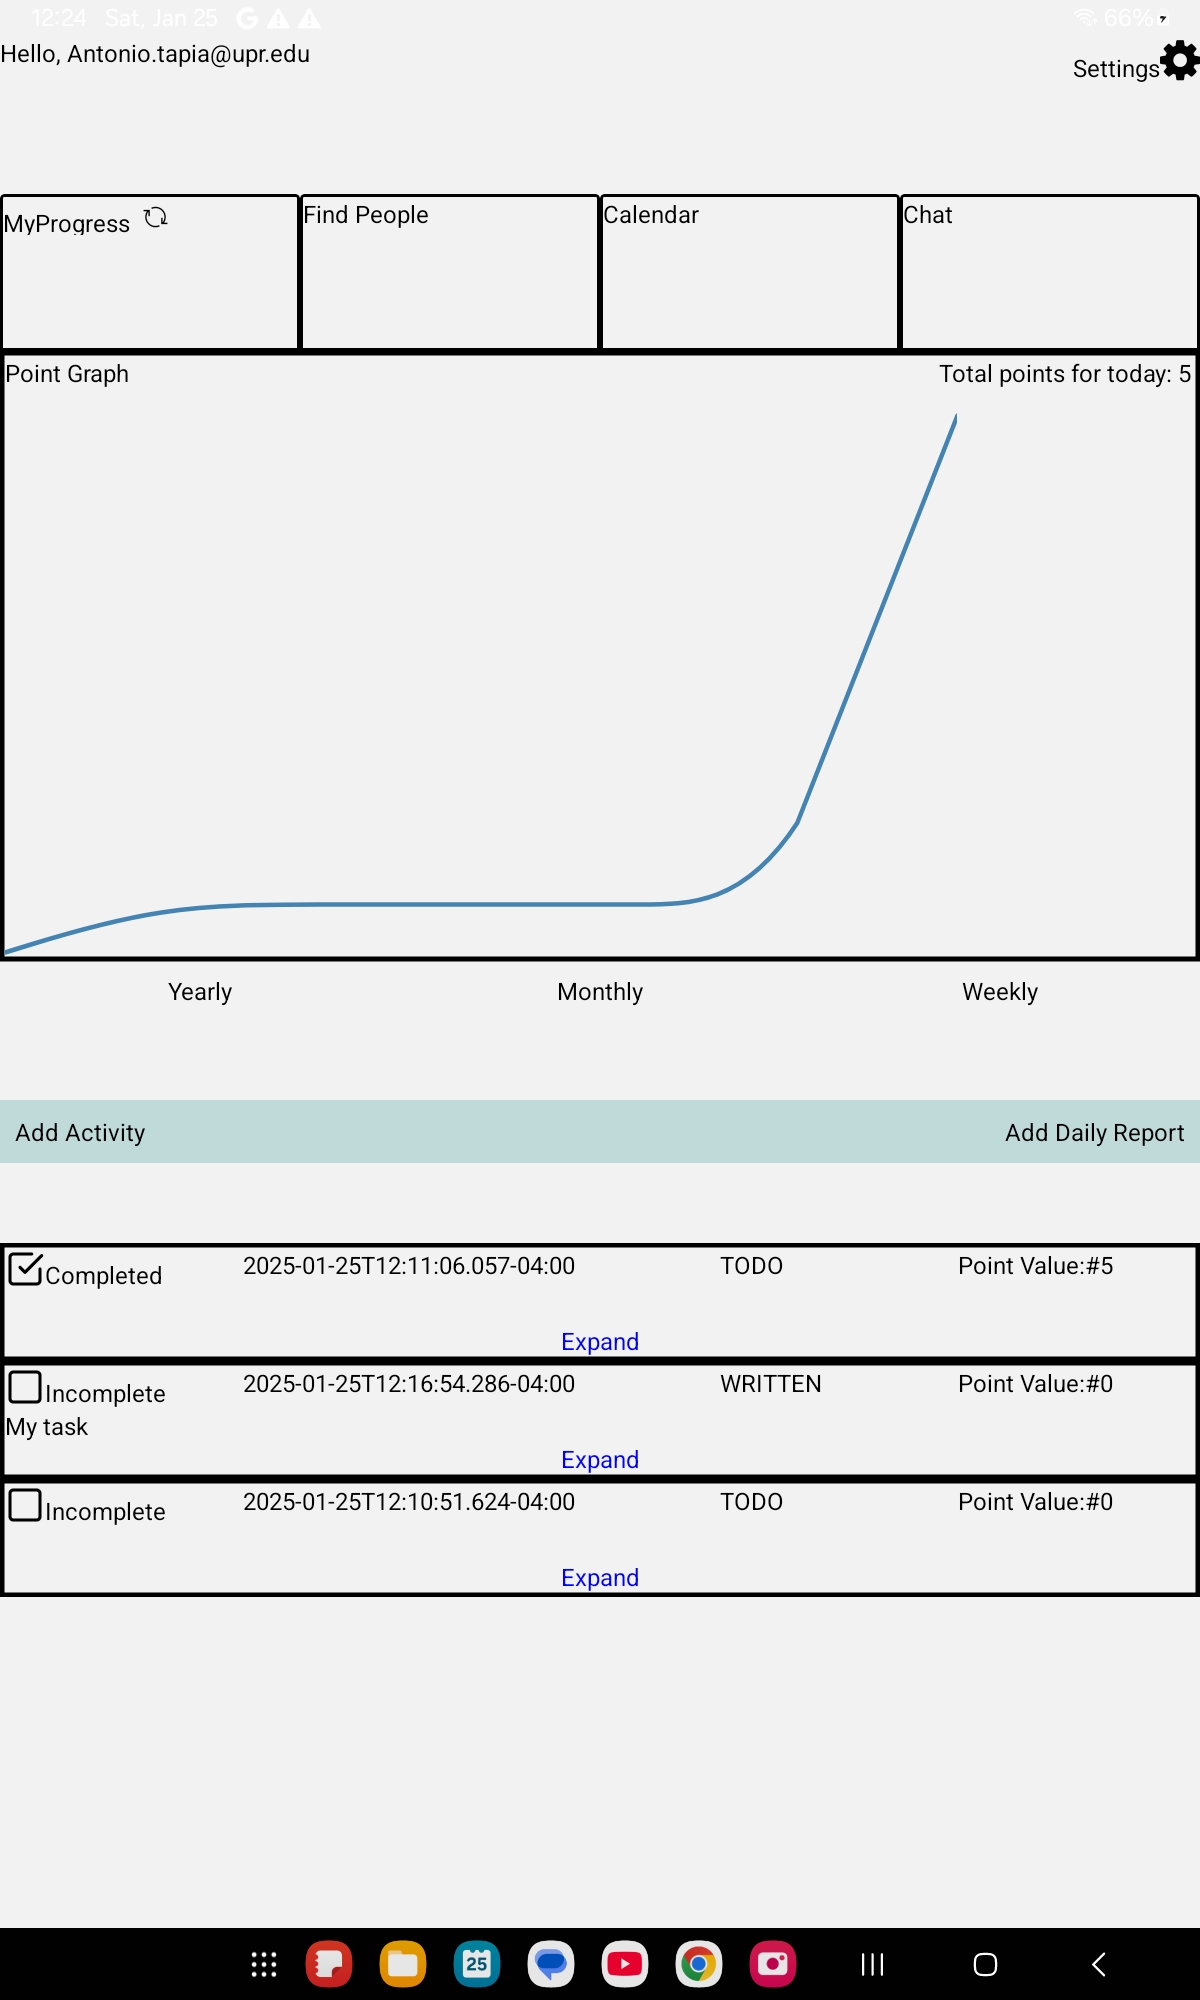 12:24 Sat, Jan 25 66%
Hello, Antonio.tapia@upr.edu
Settings
MyProgress Find People Calendar Chat
Point Graph Total points for today: 5
Yearly Monthly Weekly
Add Activity Add Daily Report
Completed 2025-01-25T12:11:06.057-04:00 TODO Point Value:#5
Expand
Incomplete 2025-01-25T12:16:54.286-04:00 WRITTEN Point Value:#0
My task
Expand
Incomplete 2025-01-25T12:10:51.624-04:00 TODO Point Value:#0
Expand
25